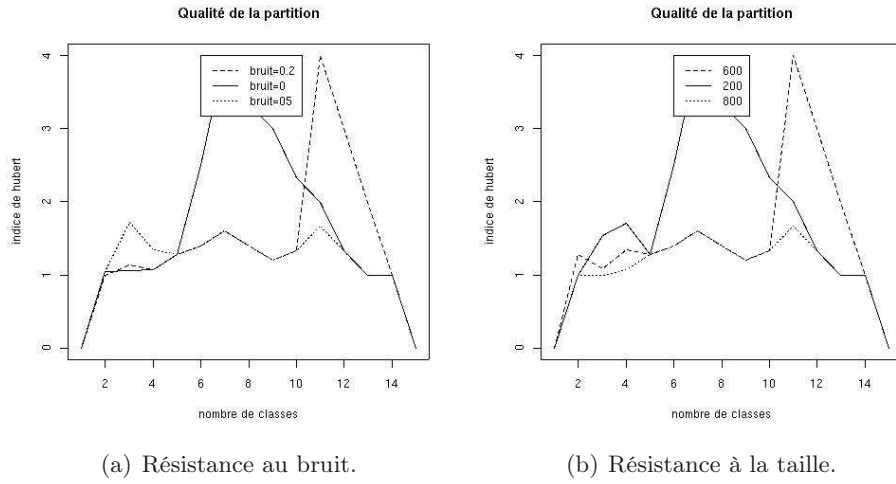 Qualité de la partition
indice de hubert
4
3
2
1
0
bruit=0.2
bruit=0
bruit=05
2 4 6 8 10 12 14
nombre de classes
(a) Résistance au bruit.
Qualité de la partition
indice de hubert
4
3
2
1
0
600
200
800
2 4 6 8 10 12 14
nombre de classes
(b) Résistance à la taille.